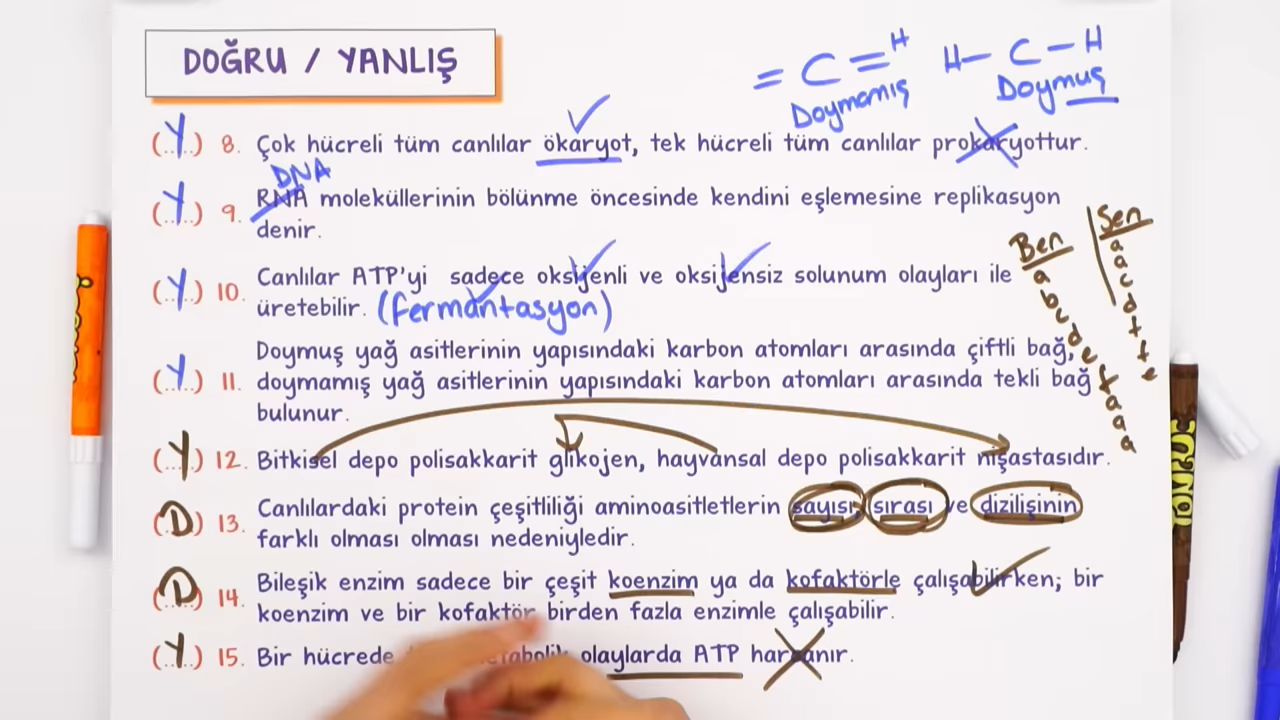 DOĞRU / YANLIŞ
= C = H
Doymamış
H — C — H
Doymuş
(Y) 8. Çok hücreli tüm canlılar ökaryot, tek hücreli tüm canlılar prokaryottur.
DNA
(Y) 9. RNA moleküllerinin bölünme öncesinde kendini eşlemesine replikasyon
denir.
(Y) 10. Canlılar ATP'yi sadece oksijenli ve oksijensiz solunum olayları ile
üretebilir. (fermantasyon)
(Y) 11. Doymuş yağ asitlerinin yapısındaki karbon atomları arasında çiftli bağ,
doymamış yağ asitlerinin yapısındaki karbon atomları arasında tekli bağ
bulunur.
(Y) 12. Bitkisel depo polisakkarit glikojen, hayvansal depo polisakkarit nişastasıdır.
(D) 13. Canlılardaki protein çeşitliliği aminoasitletlerin sayısı, sırası ve dizilişinin
farklı olması olması nedeniyledir.
(D) 14. Bileşik enzim sadece bir çeşit koenzim ya da kofaktörle çalışabilirken; bir
koenzim ve bir kofaktör birden fazla enzimle çalışabilir.
(Y) 15. Bir hücrede olaylarda ATP harcanır.
Ben
a
b
c
d
e
f
a
a
a
Sen
a
a
c
d
f
f
e